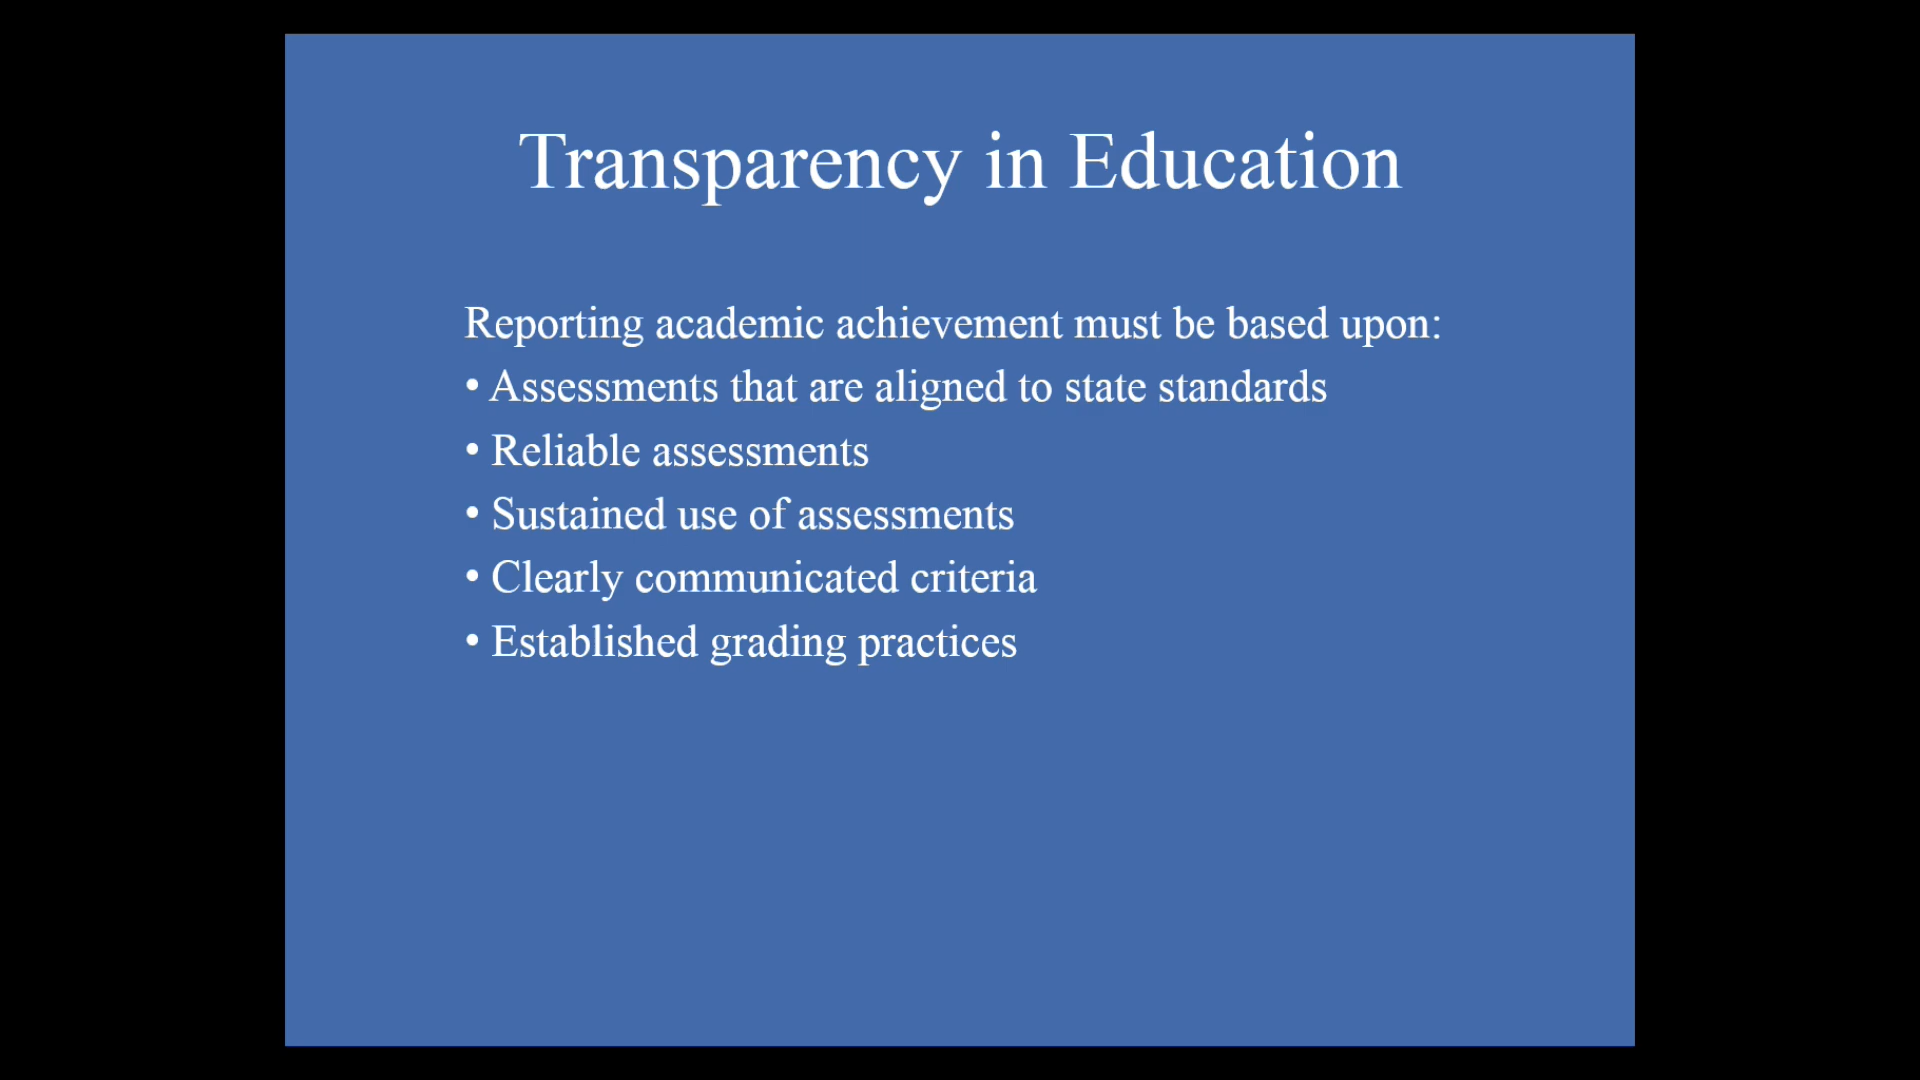 Transparency in Education
Reporting academic achievement must be based upon:
• Assessments that are aligned to state standards
• Reliable assessments
• Sustained use of assessments
• Clearly communicated criteria
• Established grading practices